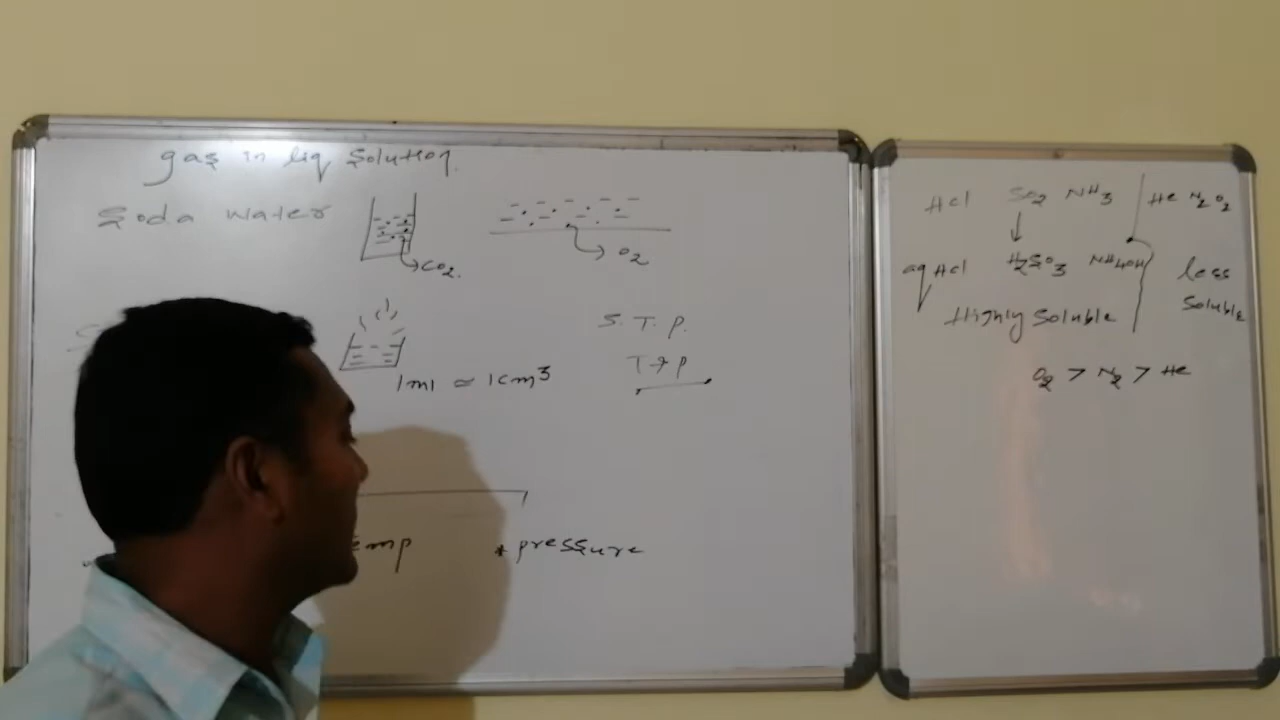 gas in liq solution.
Soda water
CO2.
O2
S. T. P.
T & P
1ml ≃ 1cm³
emp * pressure
HCl SO2 NH3 He N2 O2
aq HCl H2SO3 NH4OH less
Highly Soluble Soluble
O2 > N2 > He